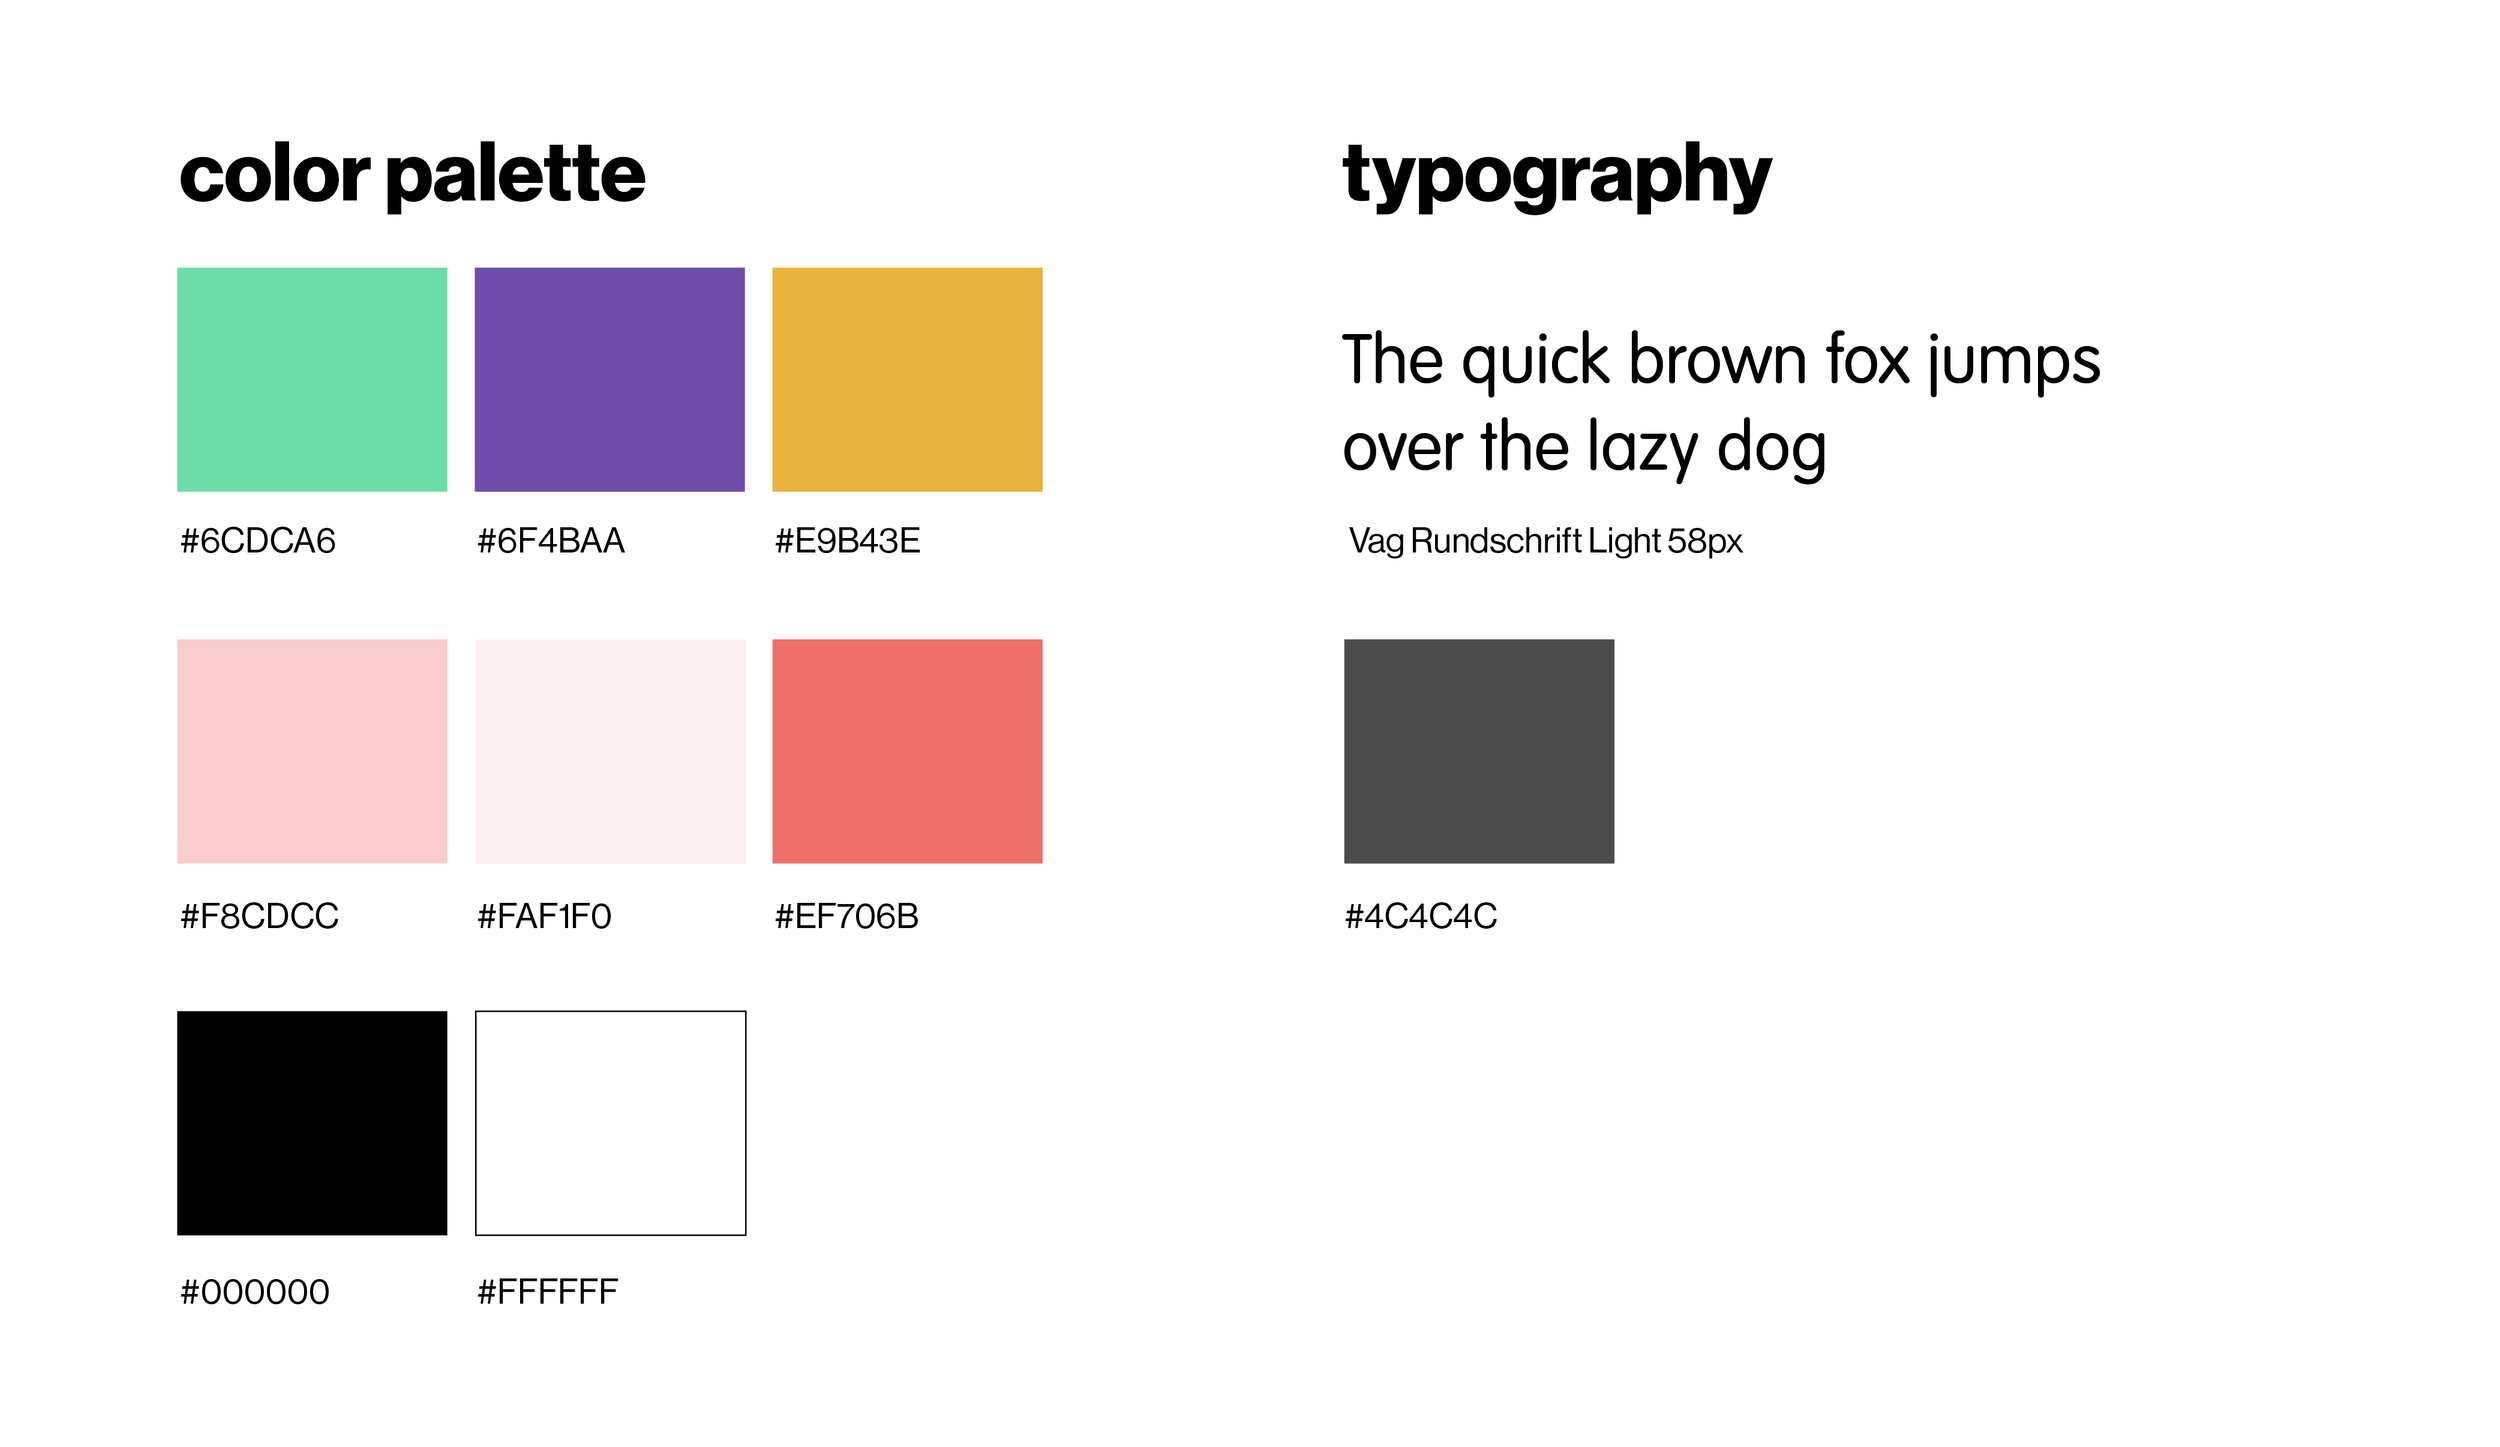 color palette
#6CDCA6
#6F4BAA
#E9B43E
#F8CDCC
#FAF1F0
#EF706B
#000000
#FFFFFF
typography
The quick brown fox jumps
over the lazy dog
Vag Rundschrift Light 58px
#4C4C4C